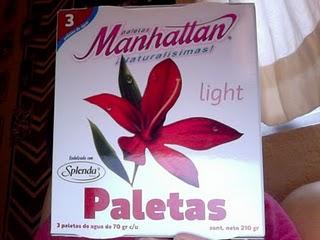 3
paletas
Manhattan®
¡Naturalísimas!
light
Endulzado con
Splenda
Paletas
3 paletas de agua de 70 gr c/u
cont. neto 210 gr